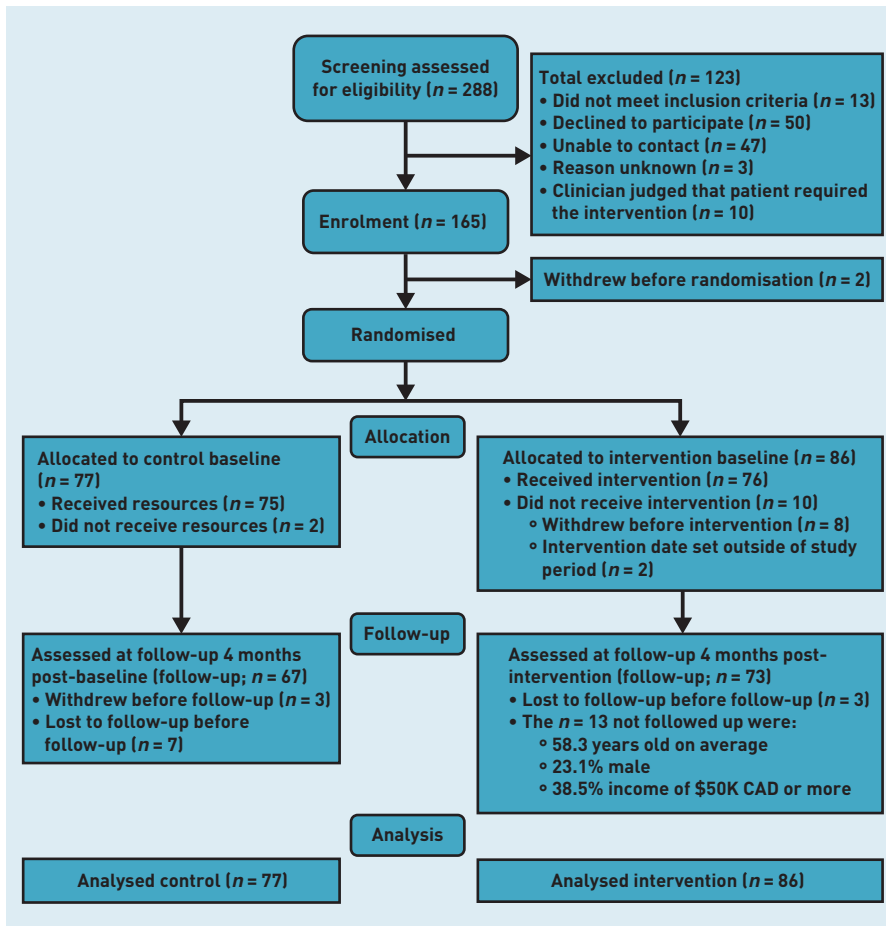 Screening assessed
for eligibility (n = 288)
Total excluded (n = 123)
• Did not meet inclusion criteria (n = 13)
• Declined to participate (n = 50)
• Unable to contact (n = 47)
• Reason unknown (n = 3)
• Clinician judged that patient required
the intervention (n = 10)
Enrolment (n = 165)
Withdrew before randomisation (n = 2)
Randomised
Allocation
Allocated to control baseline
(n = 77)
• Received resources (n = 75)
• Did not receive resources (n = 2)
Allocated to intervention baseline (n = 86)
• Received intervention (n = 76)
• Did not receive intervention (n = 10)
° Withdrew before intervention (n = 8)
° Intervention date set outside of study
period (n = 2)
Follow-up
Assessed at follow-up 4 months
post-baseline (follow-up; n = 67)
• Withdrew before follow-up (n = 3)
• Lost to follow-up before
follow-up (n = 7)
Assessed at follow-up 4 months post-
intervention (follow-up; n = 73)
• Lost to follow-up before follow-up (n = 3)
• The n = 13 not followed up were:
° 58.3 years old on average
° 23.1% male
° 38.5% income of $50K CAD or more
Analysis
Analysed control (n = 77)
Analysed intervention (n = 86)